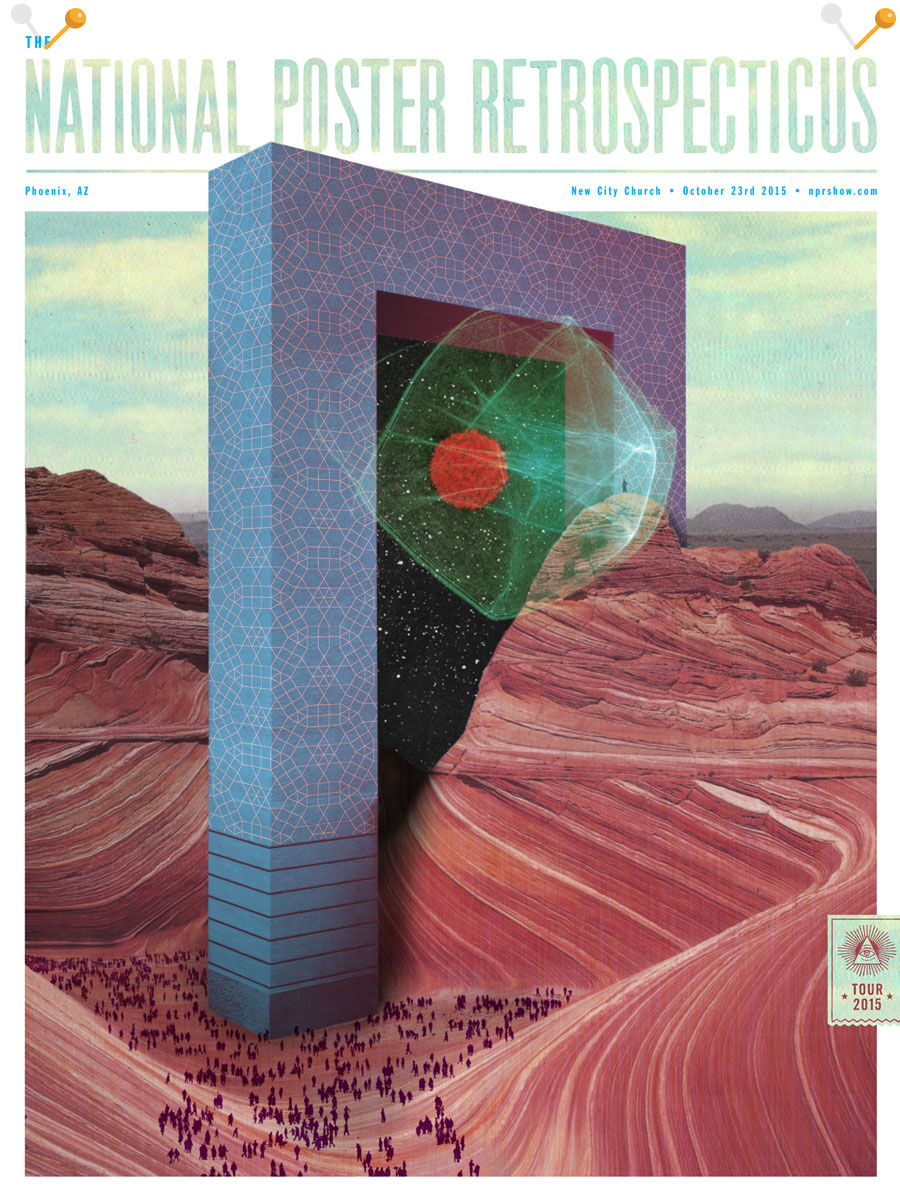 THE
NATIONAL POSTER RETROSPECTICUS
Phoenix, AZ
New City Church • October 23rd 2015 • nprshow.com
TOUR
2015